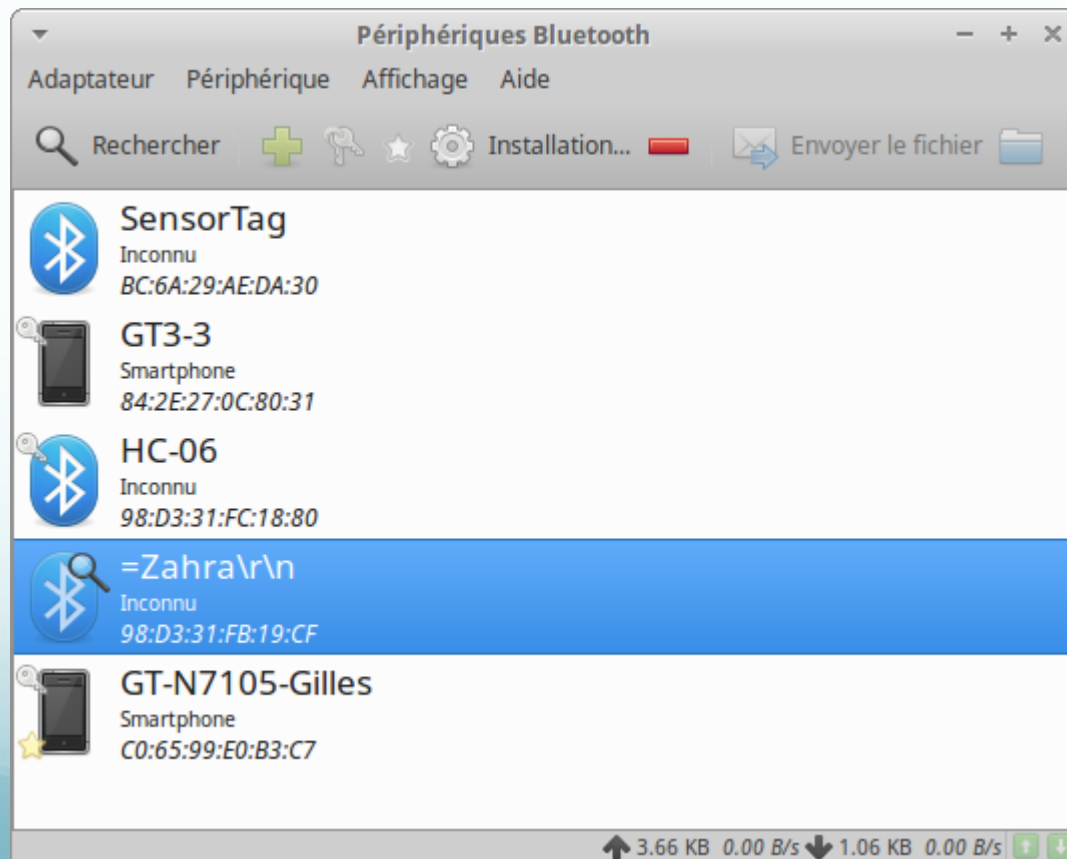 Périphériques Bluetooth
Adaptateur Périphérique Affichage Aide
Rechercher Installation... Envoyer le fichier
SensorTag
Inconnu
BC:6A:29:AE:DA:30
GT3-3
Smartphone
84:2E:27:0C:80:31
HC-06
Inconnu
98:D3:31:FC:18:80
=Zahra\r\n
Inconnu
98:D3:31:FB:19:CF
GT-N7105-Gilles
Smartphone
C0:65:99:E0:B3:C7
3.66 KB 0.00 B/s 1.06 KB 0.00 B/s